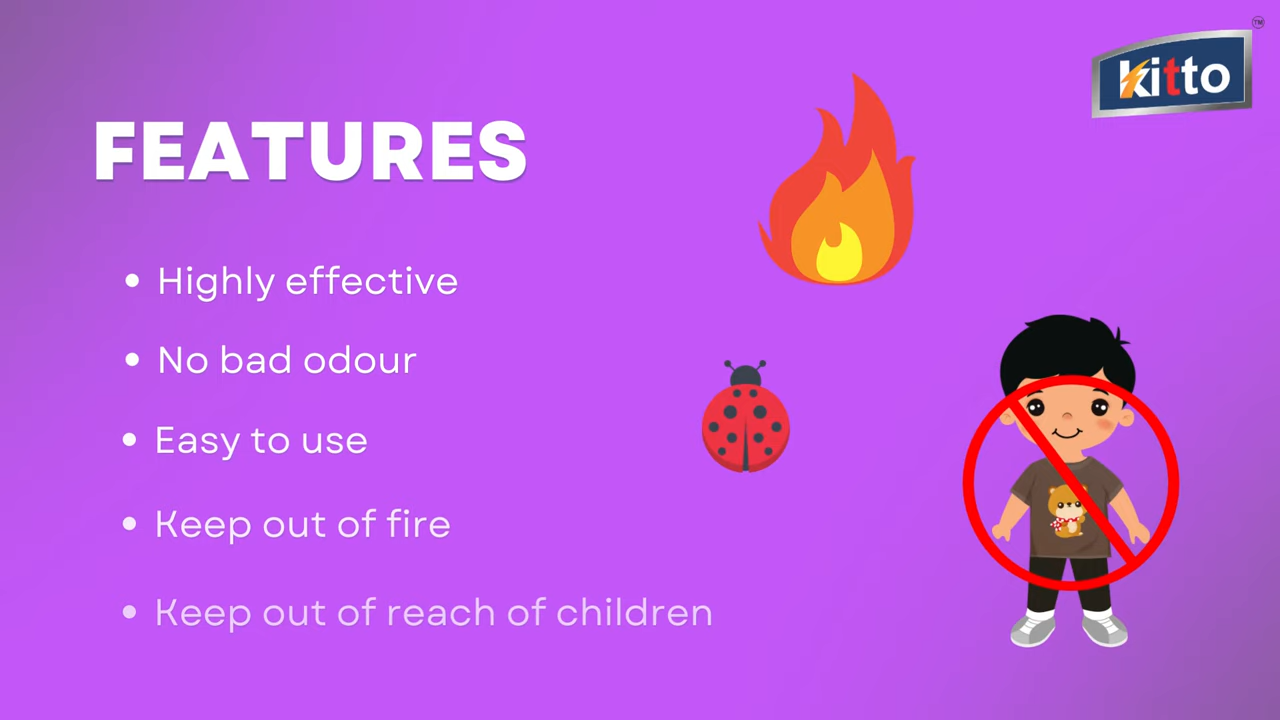 TM
kitto
FEATURES
• Highly effective
• No bad odour
• Easy to use
• Keep out of fire
• Keep out of reach of children